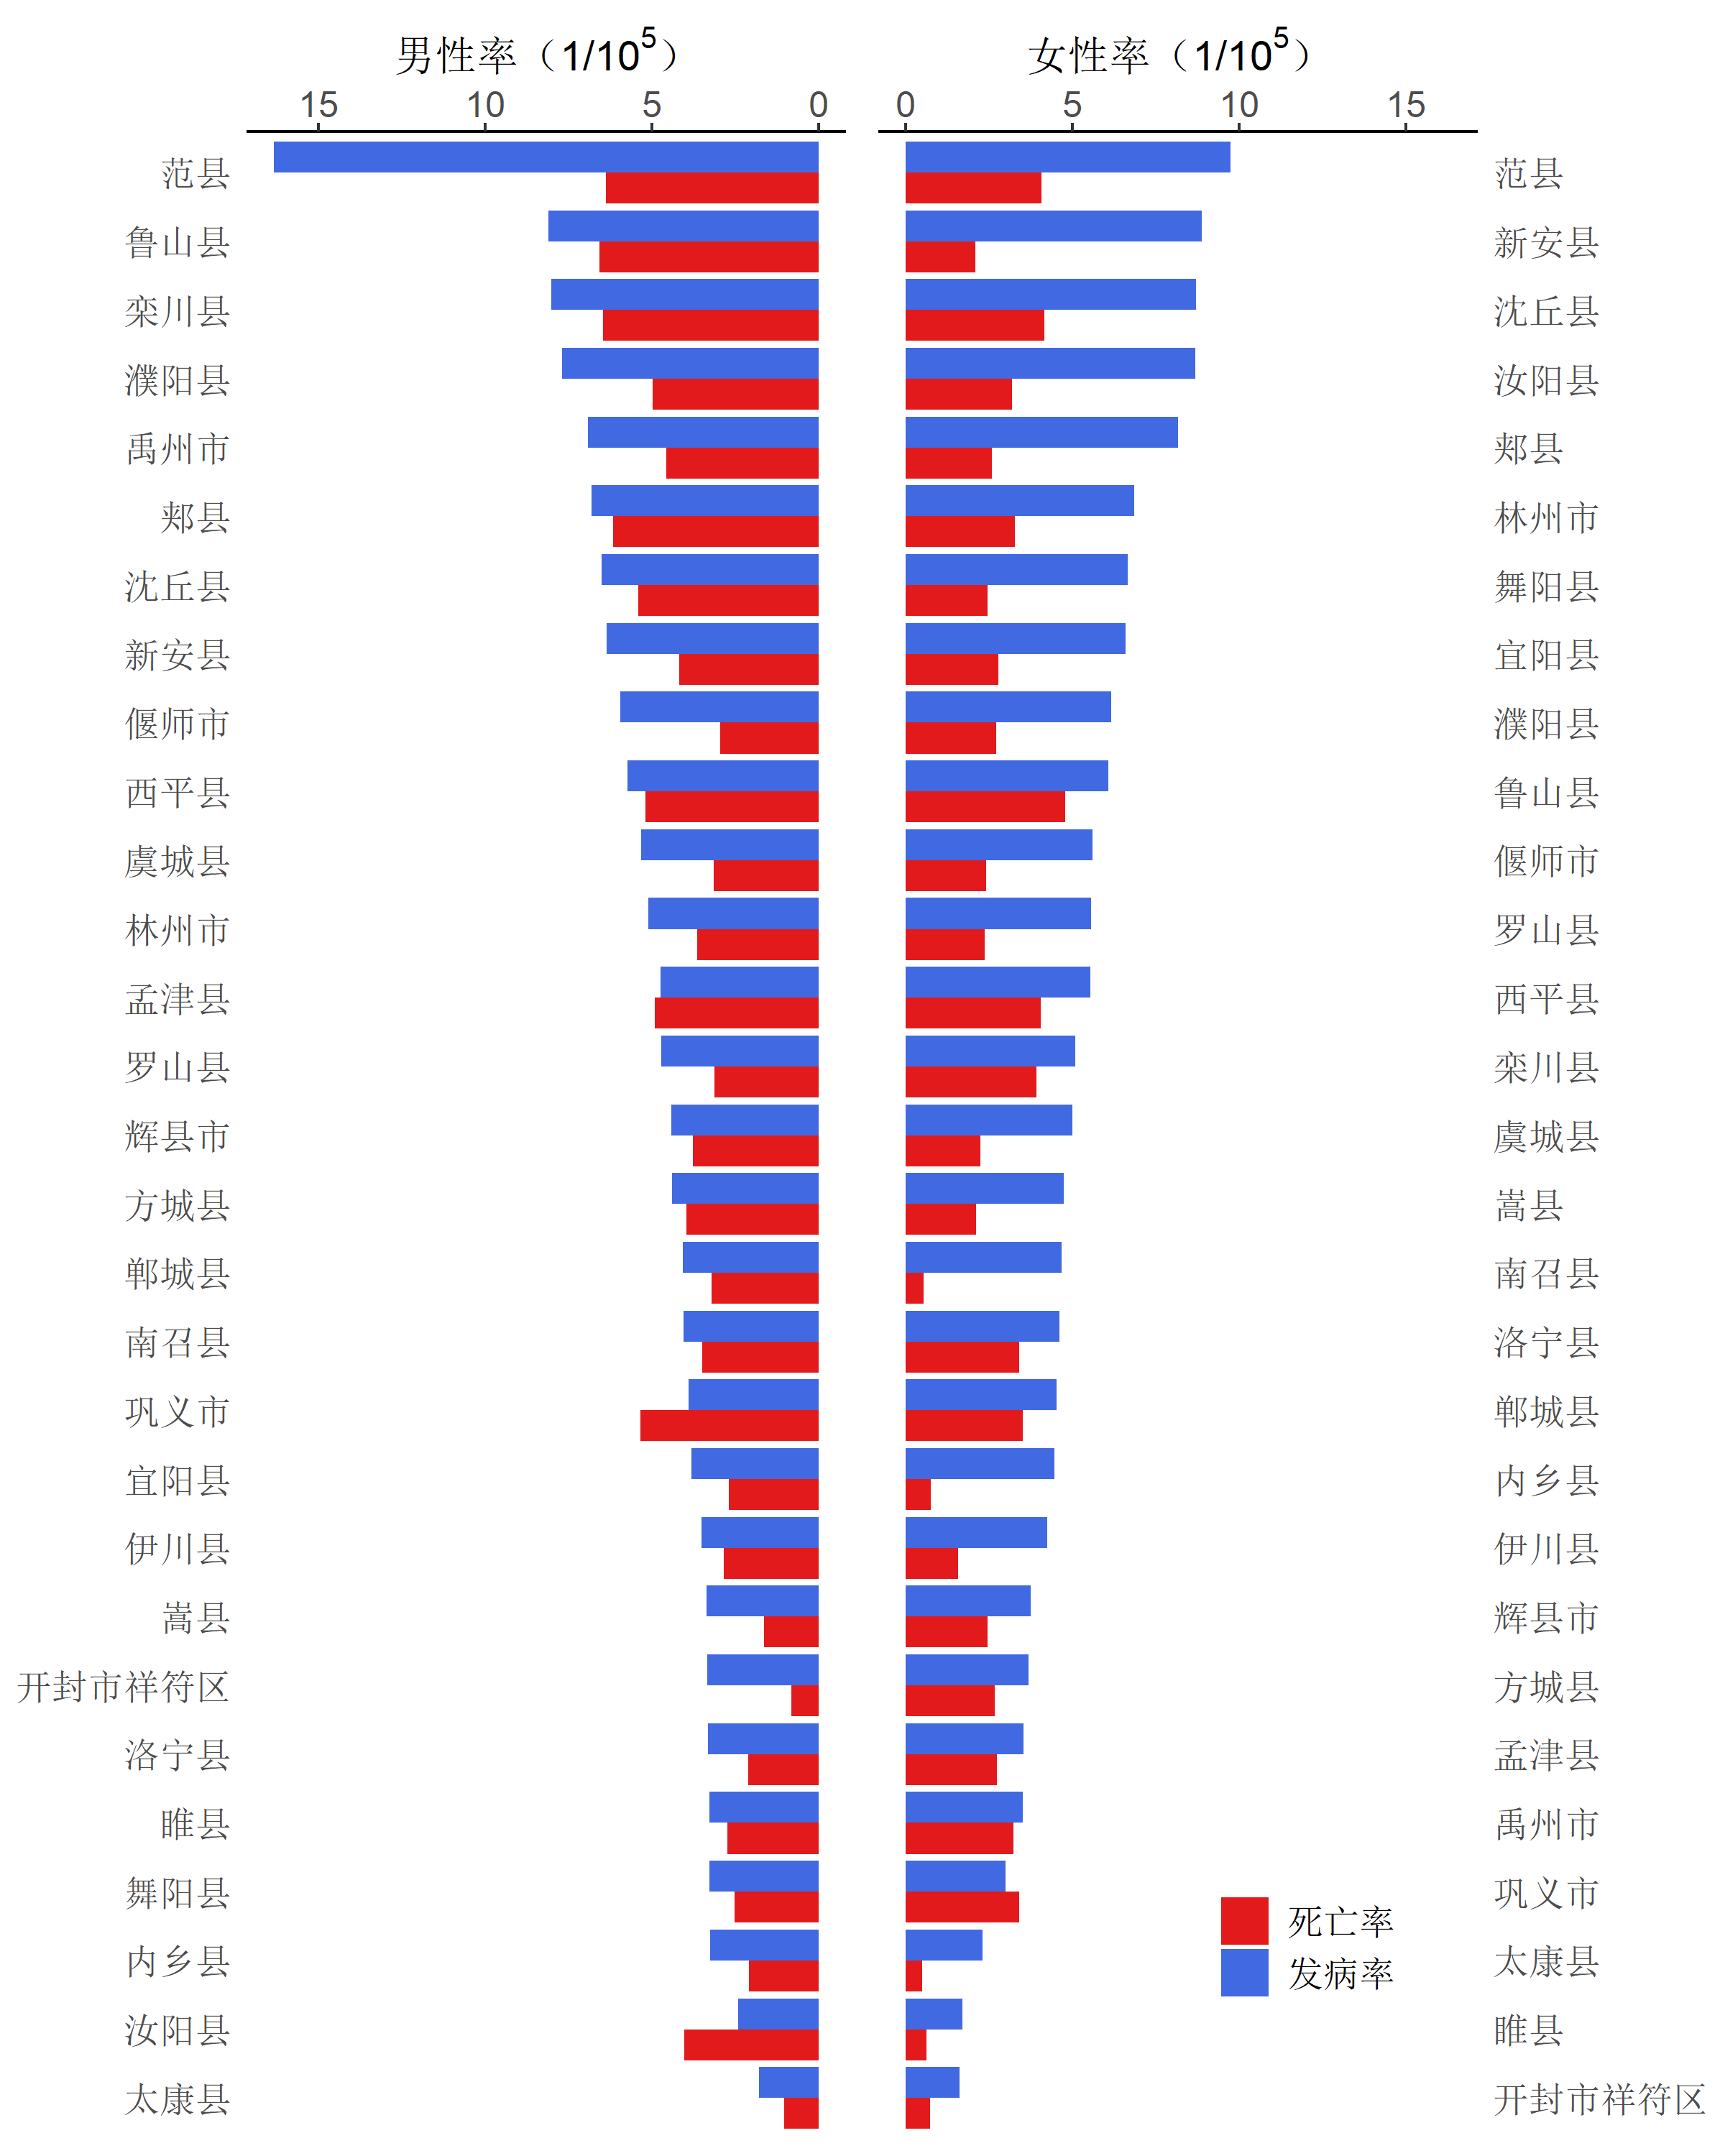 男性率（1/10⁵） 女性率（1/10⁵）
15 10 5 0 0 5 10 15
范县 范县
鲁山县 新安县
栾川县 沈丘县
濮阳县 汝阳县
禹州市 郏县
郏县 林州市
沈丘县 舞阳县
新安县 宜阳县
偃师市 濮阳县
西平县 鲁山县
虞城县 偃师市
林州市 罗山县
孟津县 西平县
罗山县 栾川县
辉县市 虞城县
方城县 嵩县
郸城县 南召县
南召县 洛宁县
巩义市 郸城县
宜阳县 内乡县
伊川县 伊川县
嵩县 辉县市
开封市祥符区 方城县
洛宁县 孟津县
睢县 禹州市
舞阳县 巩义市
死亡率
内乡县 太康县
发病率
汝阳县 睢县
太康县 开封市祥符区